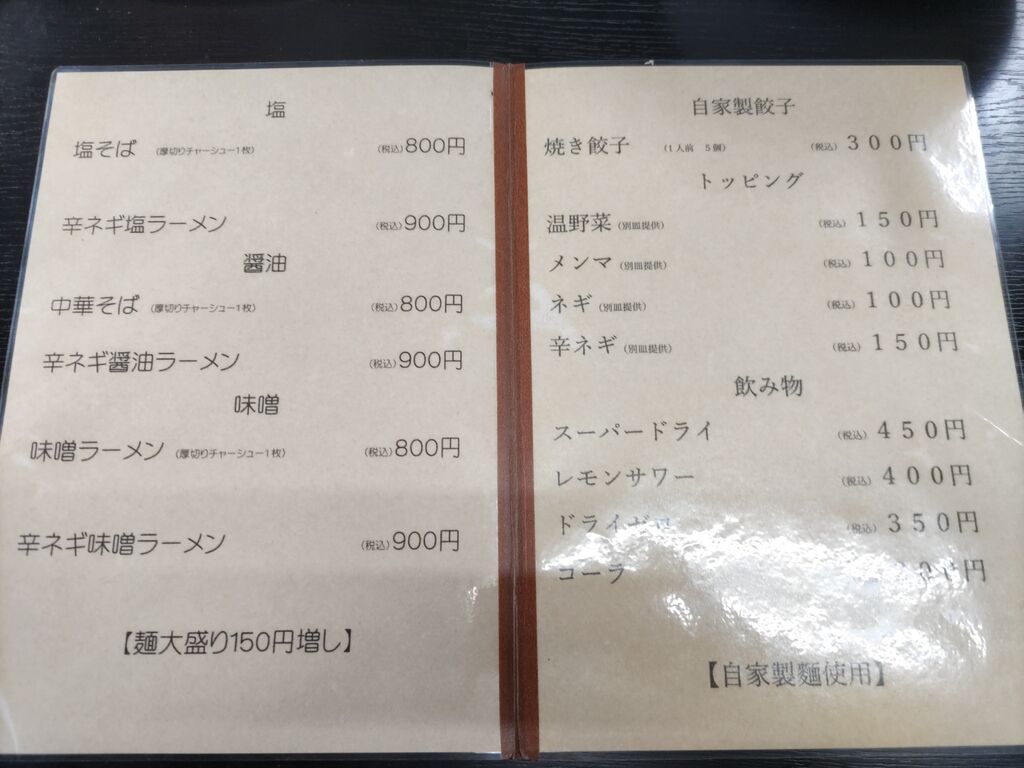 塩
塩そば (厚切りチャーシュー1枚) (税込)800円
辛ネギ塩ラーメン (税込)900円
醤油
中華そば (厚切りチャーシュー1枚) (税込)800円
辛ネギ醤油ラーメン (税込)900円
味噌
味噌ラーメン (厚切りチャーシュー1枚) (税込)800円
辛ネギ味噌ラーメン (税込)900円
【麺大盛り150円増し】
自家製餃子
焼き餃子 (1人前 5個) (税込) 300円
トッピング
温野菜 (別皿提供) (税込) 150円
メンマ (別皿提供) (税込) 100円
ネギ (別皿提供) (税込) 100円
辛ネギ (別皿提供) (税込) 150円
飲み物
スーパードライ (税込) 450円
レモンサワー (税込) 400円
ドライゼロ (税込) 350円
コーラ 円
【自家製麺使用】